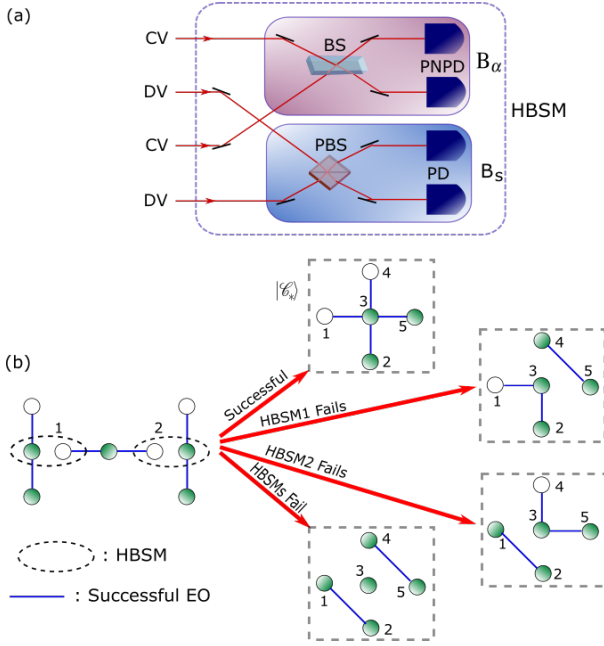 (a)
CV
DV
CV
DV
BS
PNPD
Bα
HBSM
PBS
PD
Bs
(b)
|𝒞*⟩
4
3
1
5
2
Successful
HBSM1 Fails
HBSM2 Fails
HBSMs Fail
1
2
4
3
5
1
2
4
3
5
1
2
4
3
5
1
2
: HBSM
: Successful EO